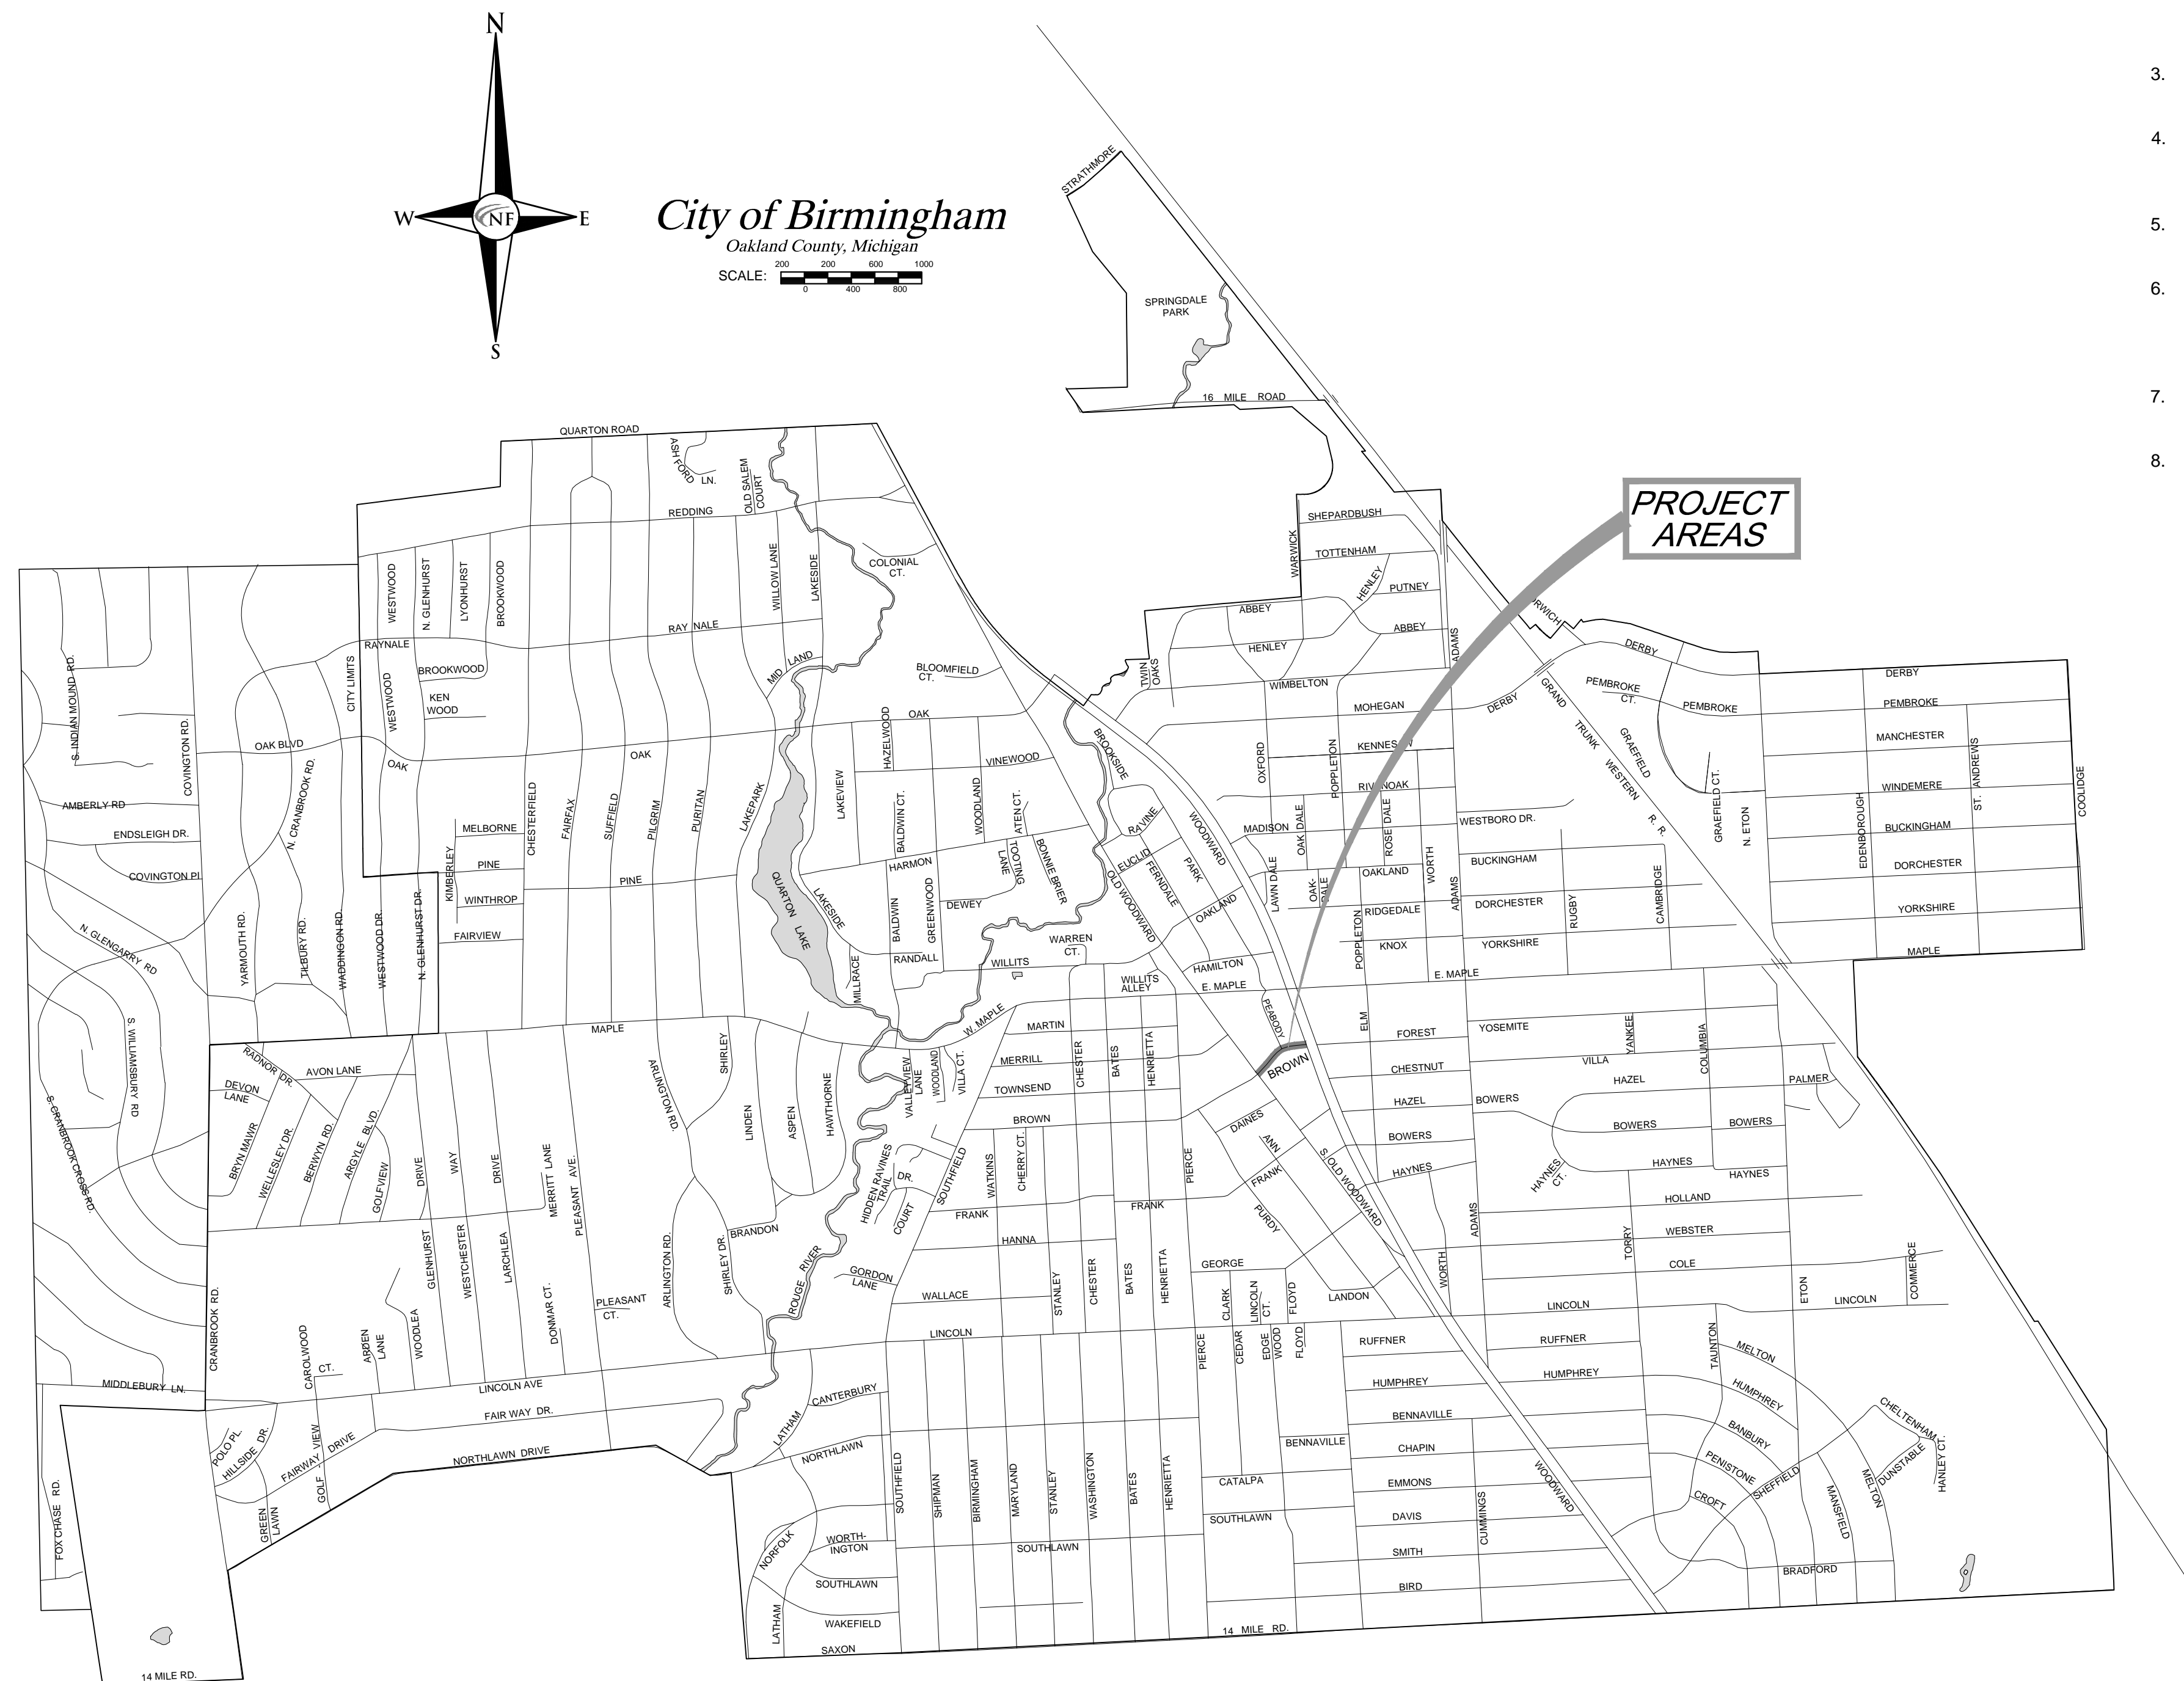 N
W
NF
E
S
City of Birmingham
Oakland County, Michigan
SCALE:
200 200 600 1000
0 400 800
3.
4.
5.
6.
7.
8.
PROJECT
AREAS
STRATHMORE
SPRINGDALE
PARK
16 MILE ROAD
QUARTON ROAD
ASH FORD
LN.
OLD SALEM
COURT
REDDING
COLONIAL
CT.
WESTWOOD
N. GLENHURST
LYONHURST
BROOKWOOD
WILLOW LANE
LAKESIDE
RAY NALE
RAYNALE
BROOKWOOD
KEN
WOOD
MID LAND
BLOOMFIELD
CT.
CITY LIMITS
WESTWOOD
S. INDIAN MOUND RD.
COVINGTON RD.
OAK BLVD
OAK
OAK
OAK
HAZELWOOD
VINEWOOD
BROOKSIDE
N. CRANBROOK RD.
AMBERLY RD
ENDSLEIGH DR.
COVINGTON PL
MELBORNE
PINE
WINTHROP
FAIRVIEW
KIMBERLEY
CHESTERFIELD
FAIRFAX
SUFFIELD
PILGRIM
PURITAN
LAKEPARK
LAKEVIEW
PINE
QUARTON LAKE
LAKESIDE
BALDWIN CT.
WOODLAND
ATEN CT.
TOOTING
LANE
BONNIE BRIER
HARMON
DEWEY
BALDWIN
GREENWOOD
RANDALL
MILLRACE
WILLITS
WARREN
CT.
WILLITS
ALLEY
E. MAPLE
HAMILTON
RAVINE
EUCLID
FERNDALE
PARK
OLD WOODWARD
WOODWARD
OAKLAND
PEABODY
SHEPARDBUSH
TOTTENHAM
WARWICK
HENLEY
PUTNEY
ABBEY
ABBEY
HENLEY
ADAMS
TWIN
OAKS
WIMBELTON
MOHEGAN
DERBY
DERBY
DERBY
OXFORD
POPPLETON
MADISON
OAK DALE
ROSE DALE
WORTH
LAWN DALE
OAK-
DALE
OAKLAND
ADAMS
POPPLETON
RIDGEDALE
KNOX
WESTBORO DR.
BUCKINGHAM
DORCHESTER
YORKSHIRE
RUGBY
CAMBRIDGE
E. MAPLE
GRAND TRUNK WESTERN R. R.
PEMBROKE
CT.
PEMBROKE
PEMBROKE
GRAEFIELD
GRAEFIELD CT.
N. ETON
MANCHESTER
WINDEMERE
BUCKINGHAM
DORCHESTER
YORKSHIRE
EDENBOROUGH
ST. ANDREWS
COOLIDGE
MAPLE
N. GLENGARRY RD
YARMOUTH RD.
TILBURY RD.
WADDINGON RD.
WESTWOOD DR.
N. GLENHURST DR.
S. WILLIAMSBURY RD
S. CRANBROOK CROSS RD.
RADNOR DR.
DEVON
LANE
AVON LANE
BRYN MAWR
WELLESLEY DR.
BERWYN RD.
ARGYLE BLVD.
GOLFVIEW
MAPLE
W. MAPLE
DRIVE
WAY
DRIVE
MERRITT LANE
PLEASANT AVE.
GLENHURST
WESTCHESTER
LARCHLEA
DONMAR CT.
PLEASANT
CT.
ARLINGTON RD.
ARLINGTON RD.
SHIRLEY
SHIRLEY DR.
LINDEN
ASPEN
HAWTHORNE
BRANDON
ROUGE RIVER
VALLEYVIEW
LANE
WOODLAND
VILLA CT.
HIDDEN RAVINES
TRAIL
DR.
COURT
SOUTHFIELD
GORDON
LANE
MARTIN
MERRILL
TOWNSEND
BROWN
BROWN
CHESTER
BATES
HENRIETTA
WATKINS
CHERRY CT.
FRANK
FRANK
FRANK
HANNA
WALLACE
STANLEY
CHESTER
BATES
HENRIETTA
PIERCE
DAINES
ANN
PURDY
S. OLD WOODWARD
GEORGE
CLARK
LINCOLN
CT.
FLOYD
LANDON
ELM
FOREST
CHESTNUT
HAZEL
BOWERS
HAYNES
YOSEMITE
VILLA
YANKEE
COLUMBIA
HAZEL
PALMER
BOWERS
BOWERS
BOWERS
HAYNES
CT.
HAYNES
HAYNES
HOLLAND
WEBSTER
COLE
ADAMS
WORTH
TORRY
ETON
COMMERCE
LINCOLN
LINCOLN
CRANBROOK RD.
MIDDLEBURY LN.
CAROLWOOD
CT.
ARDEN
LANE
WOODLEA
LINCOLN AVE
LINCOLN
FAIR WAY DR.
POLO PL.
HILLSIDE DR.
FAIRWAY DRIVE
GOLF VIEW
GREEN
LAWN
NORTHLAWN DRIVE
FOX CHASE RD.
14 MILE RD.
CANTERBURY
LATHAM
NORTHLAWN
NORFOLK
WORTH-
INGTON
SOUTHLAWN
WAKEFIELD
LATHAM
SAXON
SOUTHFIELD
SHIPMAN
BIRMINGHAM
MARYLAND
STANLEY
WASHINGTON
BATES
HENRIETTA
SOUTHLAWN
PIERCE
CEDAR
EDGE
WOOD
FLOYD
RUFFNER
HUMPHREY
BENNAVILLE
BENNAVILLE
CHAPIN
CATALPA
EMMONS
SOUTHLAWN
DAVIS
SMITH
BIRD
CUMMINGS
WOODWARD
14 MILE RD.
RUFFNER
HUMPHREY
TAUNTON
MELTON
HUMPHREY
BANBURY
PENISTONE
SHEFFIELD
CROFT
MANSFIELD
MELTON
CHELTENHAM
DUNSTABLE
HANLEY CT.
BRADFORD